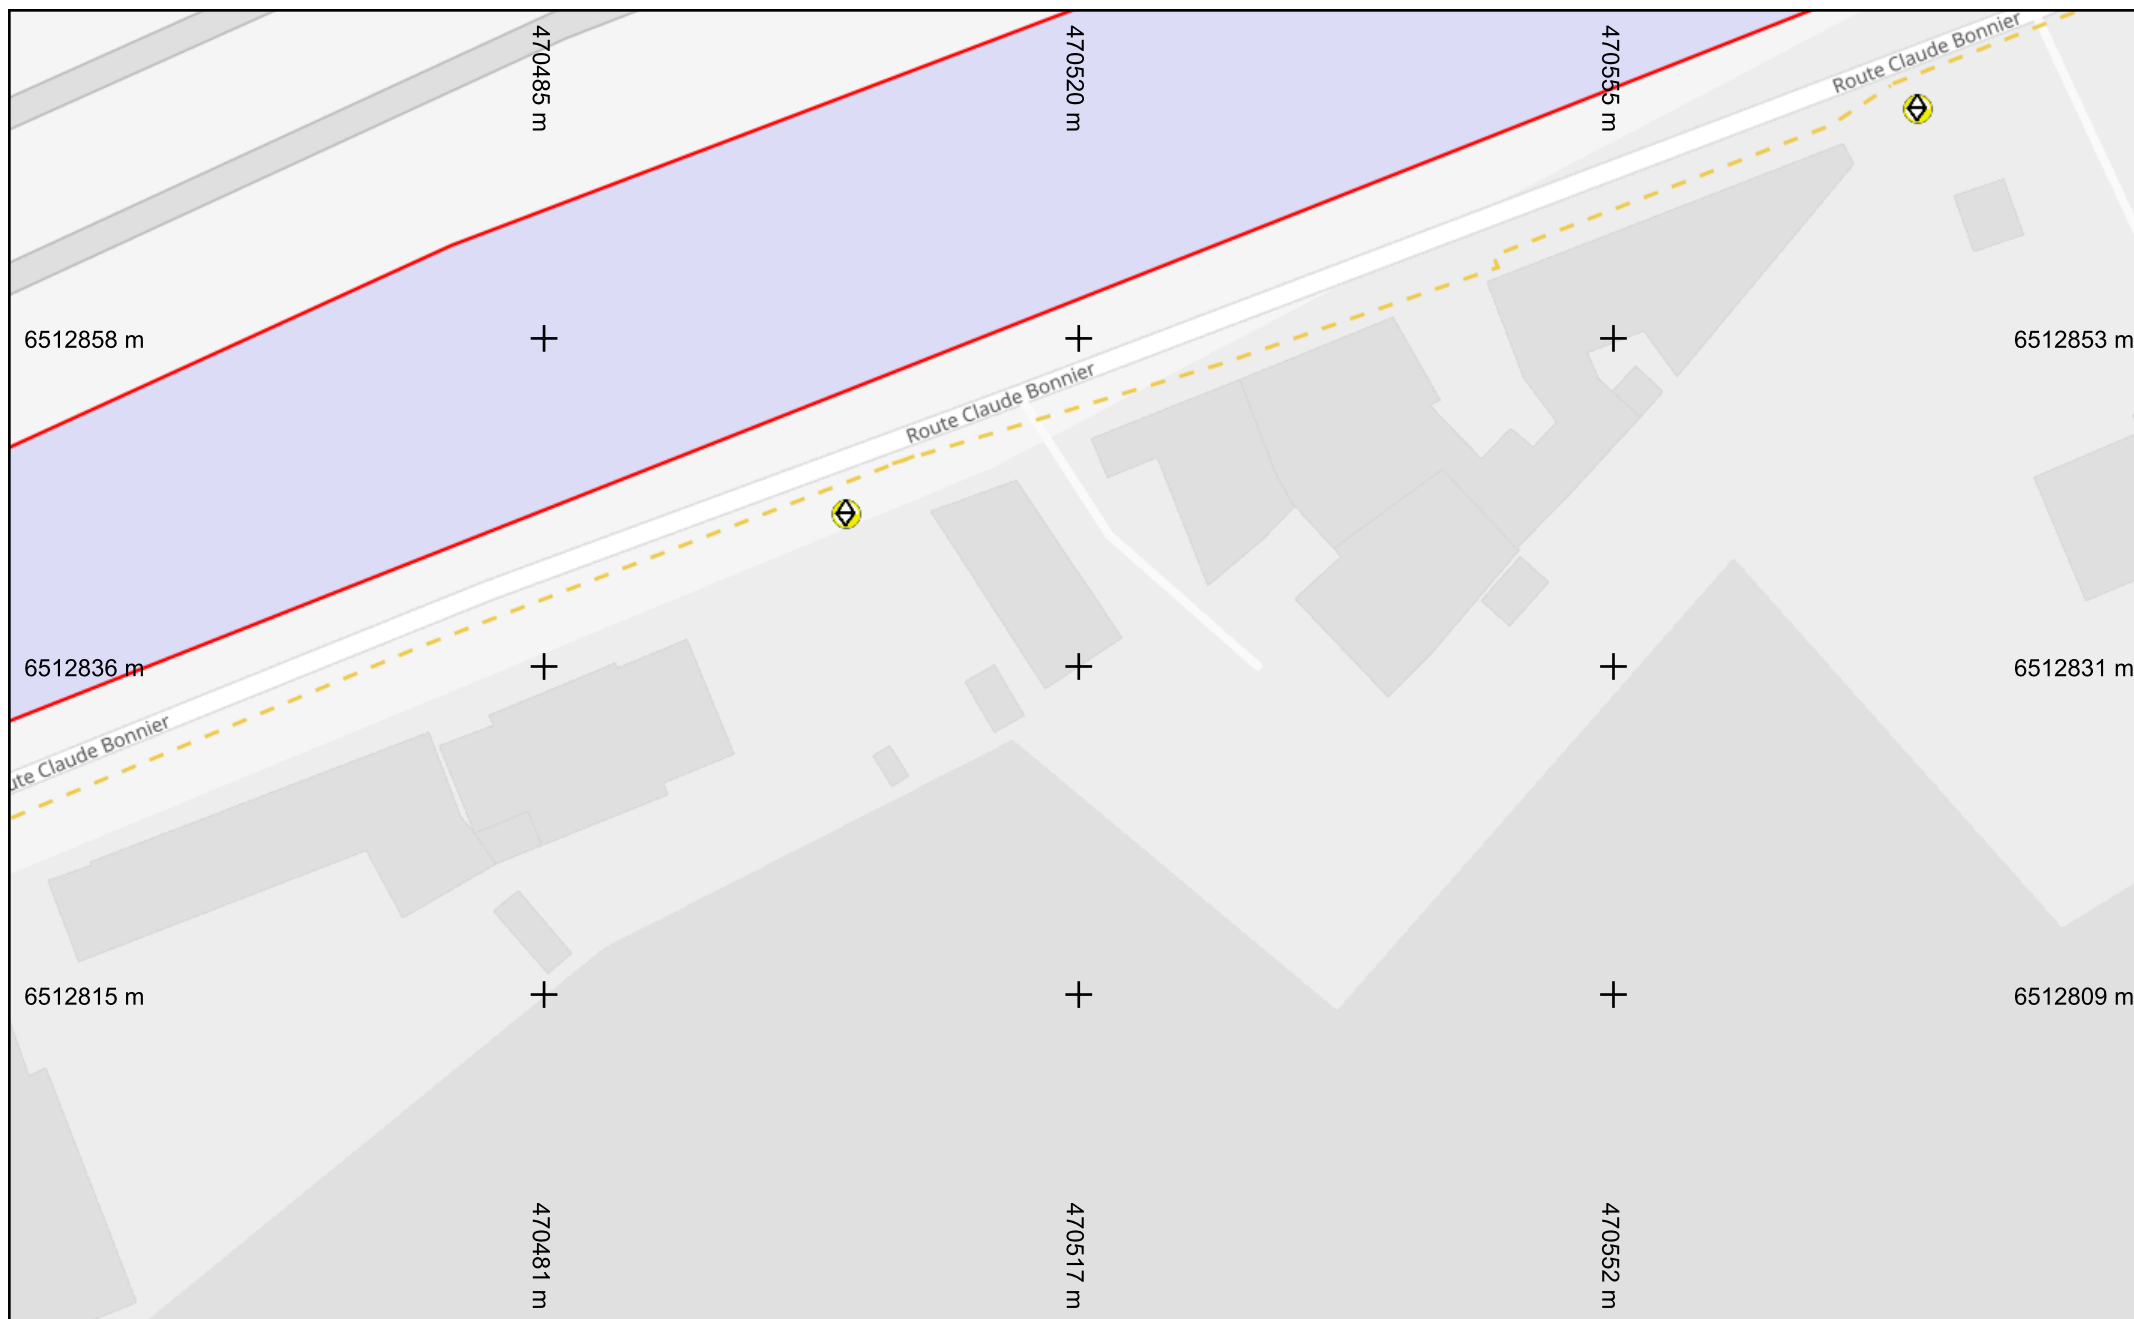 Route Claude Bonnier
470485 m
470520 m
470555 m
6512858 m
6512853 m
Route Claude Bonnier
6512836 m
6512831 m
ute Claude Bonnier
6512815 m
6512809 m
470481 m
470517 m
470552 m